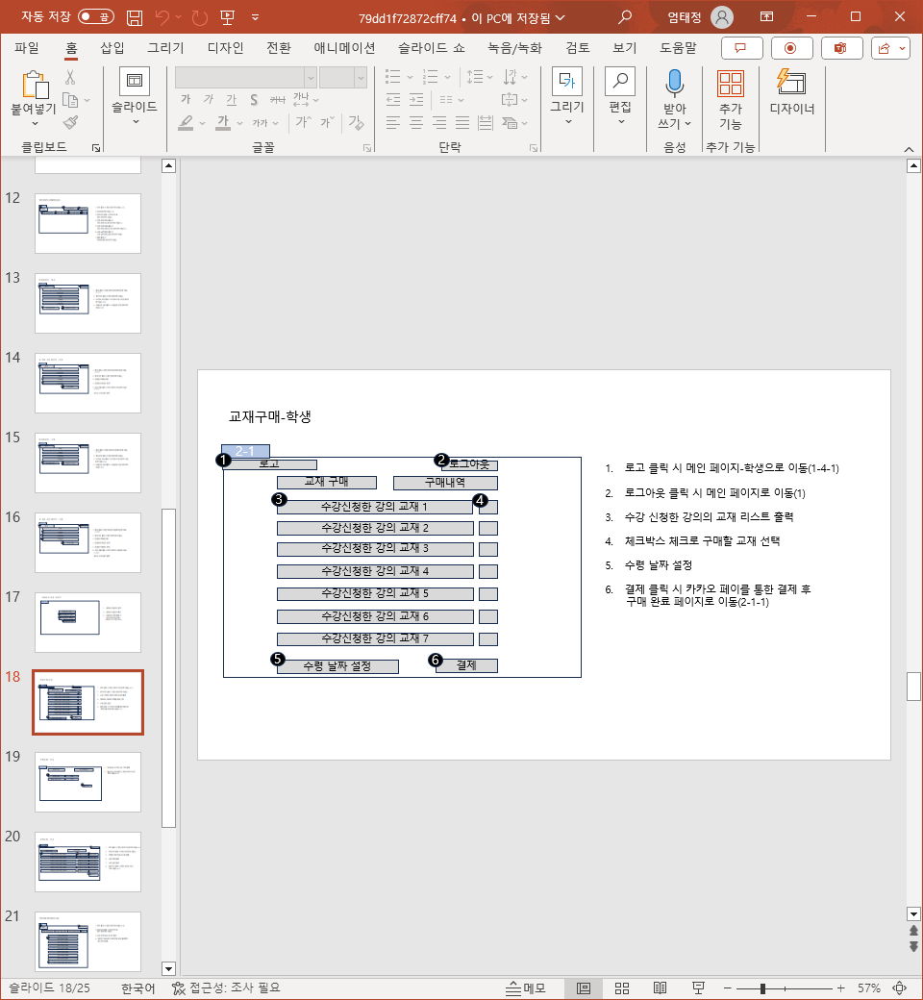 자동 저장 끔
79dd1f72872cff74 • 이 PC에 저장됨
엄태정
파일 홈 삽입 그리기 디자인 전환 애니메이션 슬라이드 쇼 녹음/녹화 검토 보기 도움말
붙여넣기
슬라이드
가 가 가 S 가나 가나
가 가가 가 가 가
그리기
편집
받아
쓰기
추가
기능
디자이너
클립보드
글꼴
단락
음성
추가 기능
12
13
14
15
16
17
18
19
20
21
교재구매-학생
2-1
1 로고
2 로그아웃
교재 구매
구매내역
3 수강신청한 강의 교재 1
4
수강신청한 강의 교재 2
수강신청한 강의 교재 3
수강신청한 강의 교재 4
수강신청한 강의 교재 5
수강신청한 강의 교재 6
수강신청한 강의 교재 7
5 수령 날짜 설정
6 결제
1. 로고 클릭 시 메인 페이지-학생으로 이동(1-4-1)
2. 로그아웃 클릭 시 메인 페이지로 이동(1)
3. 수강 신청한 강의의 교재 리스트 출력
4. 체크박스 체크로 구매할 교재 선택
5. 수령 날짜 설정
6. 결제 클릭 시 카카오 페이를 통한 결제 후
구매 완료 페이지로 이동(2-1-1)
슬라이드 18/25
한국어
접근성: 조사 필요
메모
57%